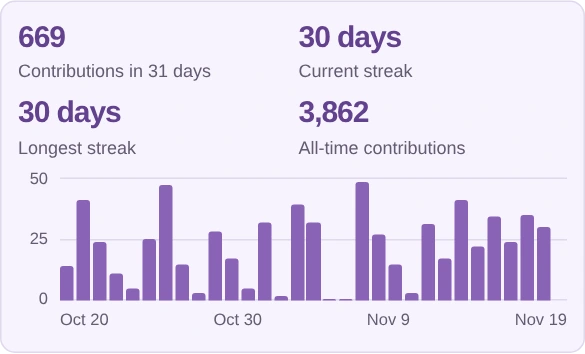 669
30 days
Contributions in 31 days
Current streak
30 days
3,862
Longest streak
All-time contributions
50
25
0
Oct 20
Oct 30
Nov 9
Nov 19